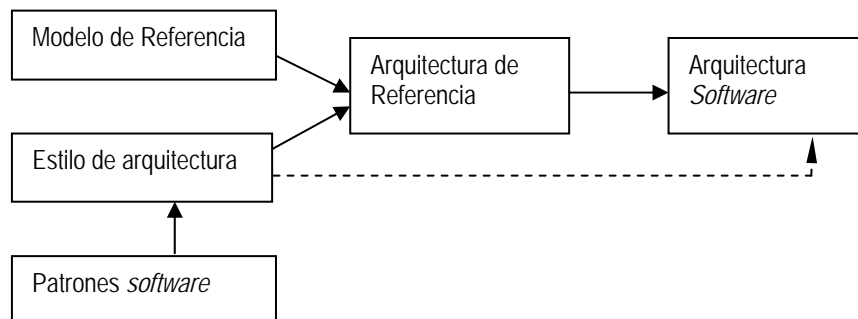 Modelo de Referencia
Arquitectura de
Referencia
Arquitectura
Software
Estilo de arquitectura
Patrones software